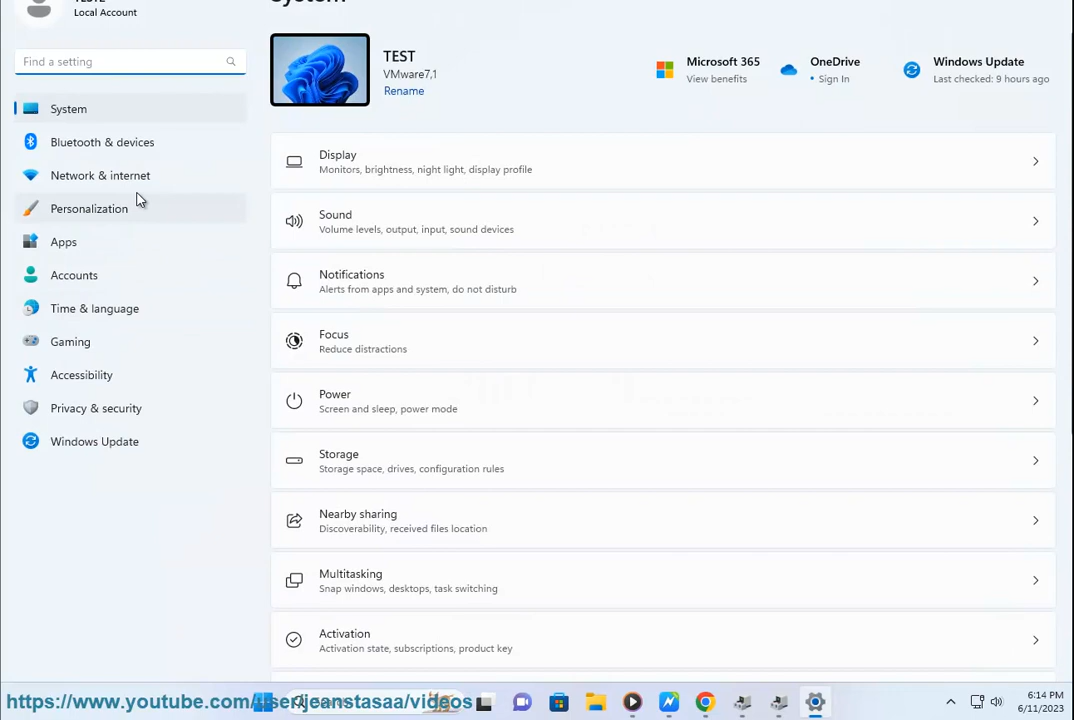 Local Account
System
Find a setting
TEST
VMware7,1
Rename
Microsoft 365
View benefits
OneDrive
• Sign In
Windows Update
Last checked: 9 hours ago
System
Bluetooth & devices
Network & internet
Personalization
Apps
Accounts
Time & language
Gaming
Accessibility
Privacy & security
Windows Update
Display
Monitors, brightness, night light, display profile
Sound
Volume levels, output, input, sound devices
Notifications
Alerts from apps and system, do not disturb
Focus
Reduce distractions
Power
Screen and sleep, power mode
Storage
Storage space, drives, configuration rules
Nearby sharing
Discoverability, received files location
Multitasking
Snap windows, desktops, task switching
Activation
Activation state, subscriptions, product key
https://www.youtube.com/user/jeanstasaa/videos
6:14 PM
6/11/2023